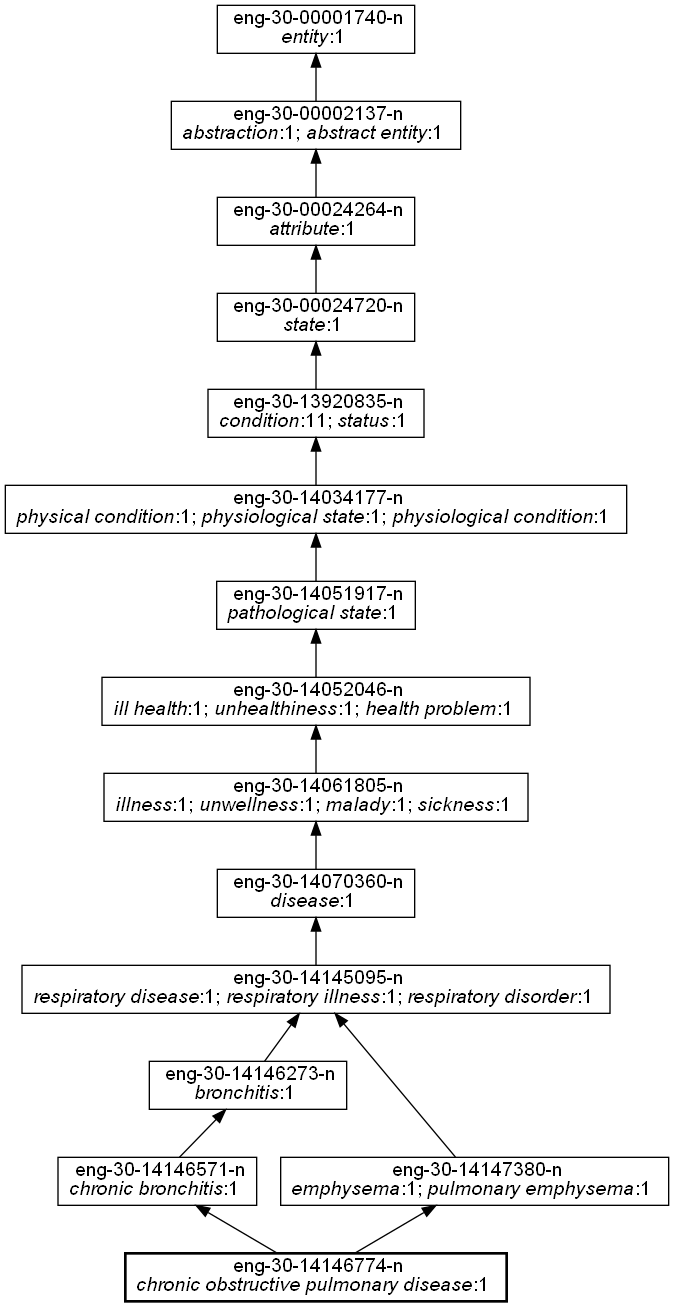 eng-30-00001740-n
entity:1
eng-30-00002137-n
abstraction:1; abstract entity:1
eng-30-00024264-n
attribute:1
eng-30-00024720-n
state:1
eng-30-13920835-n
condition:11; status:1
eng-30-14034177-n
physical condition:1; physiological state:1; physiological condition:1
eng-30-14051917-n
pathological state:1
eng-30-14052046-n
ill health:1; unhealthiness:1; health problem:1
eng-30-14061805-n
illness:1; unwellness:1; malady:1; sickness:1
eng-30-14070360-n
disease:1
eng-30-14145095-n
respiratory disease:1; respiratory illness:1; respiratory disorder:1
eng-30-14146273-n
bronchitis:1
eng-30-14146571-n
chronic bronchitis:1
eng-30-14147380-n
emphysema:1; pulmonary emphysema:1
eng-30-14146774-n
chronic obstructive pulmonary disease:1